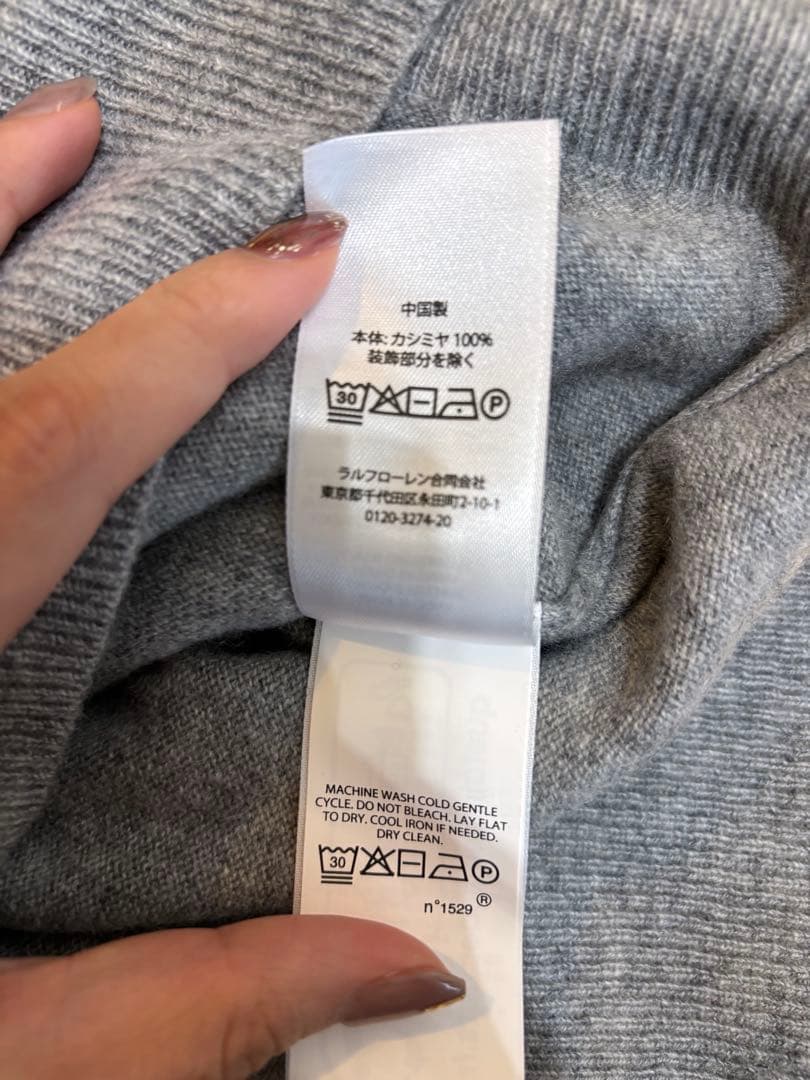 中国製
本体: カシミヤ 100%
装飾部分を除く
30 P
ラルフローレン合同会社
東京都千代田区永田町2-10-1
0120-3274-20
MACHINE WASH COLD GENTLE
CYCLE. DO NOT BLEACH. LAY FLAT
TO DRY. COOL IRON IF NEEDED.
DRY CLEAN.
30 P
n°1529 ®